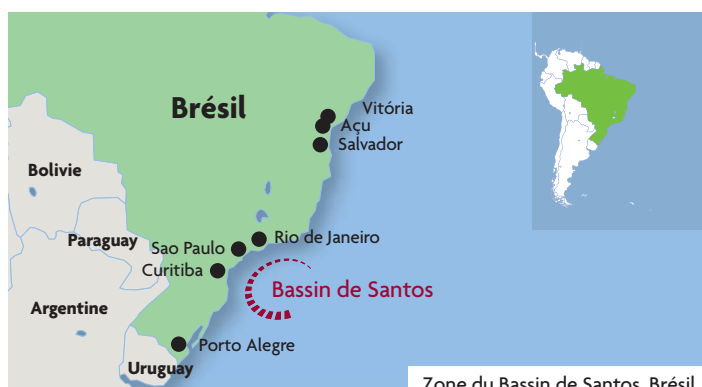 Brésil
Vitória
Açu
Salvador
Bolivie
Paraguay
Sao Paulo
Rio de Janeiro
Curitiba
Bassin de Santos
Argentine
Porto Alegre
Uruguay
Zone du Bassin de Santos, Brésil